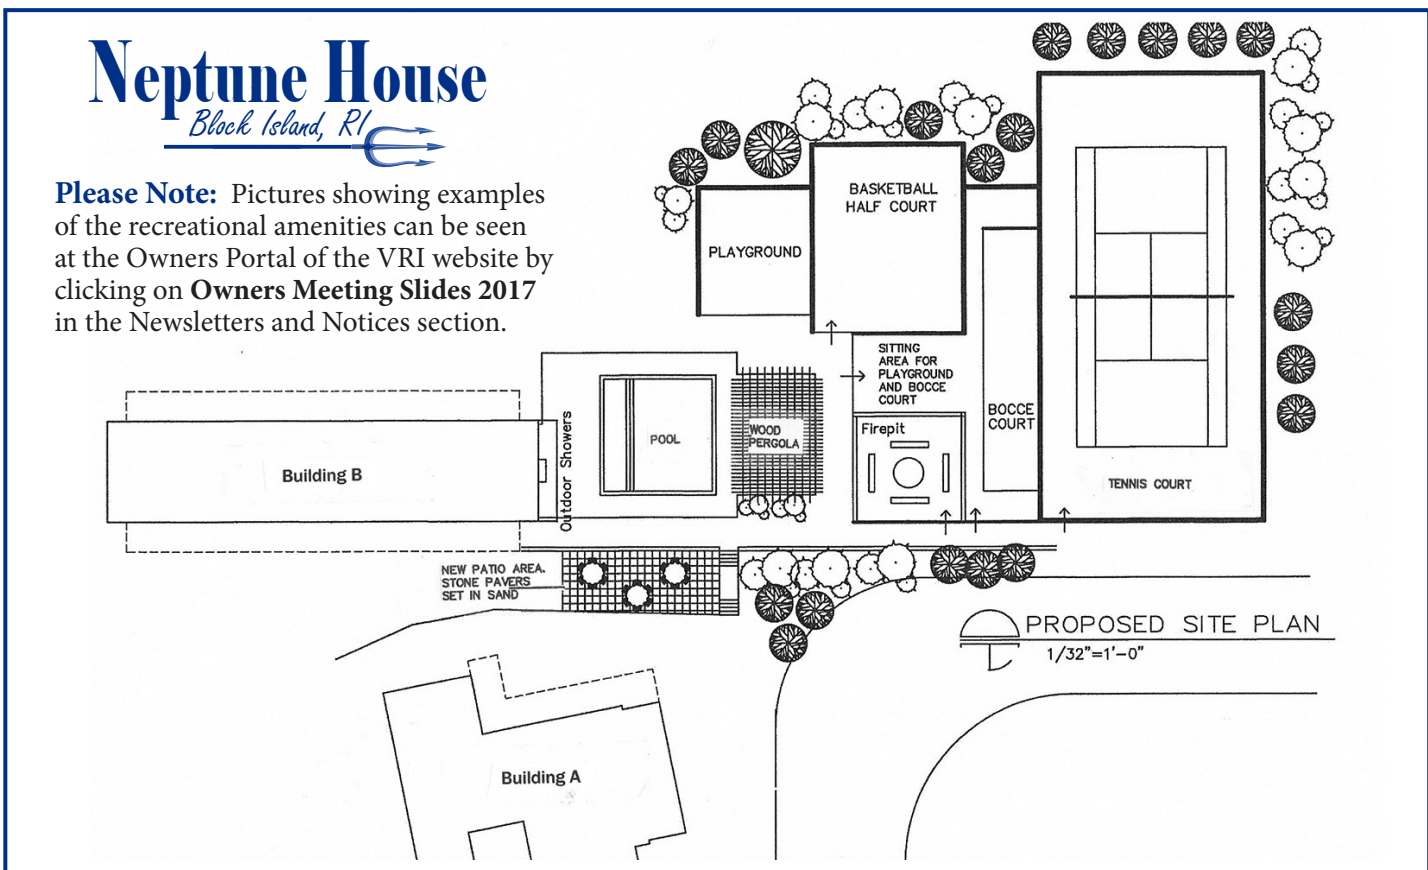 Neptune House
Block Island, RI
Please Note: Pictures showing examples
of the recreational amenities can be seen
at the Owners Portal of the VRI website by
clicking on Owners Meeting Slides 2017
in the Newsletters and Notices section.
BASKETBALL
HALF COURT
PLAYGROUND
SITTING
AREA FOR
PLAYGROUND
AND BOCCE
COURT
BOCCE
COURT
Firepit
WOOD
PERGOLA
POOL
Outdoor Showers
Building B
TENNIS COURT
NEW PATIO AREA.
STONE PAVERS
SET IN SAND
PROPOSED SITE PLAN
1/32"=1'-0"
Building A